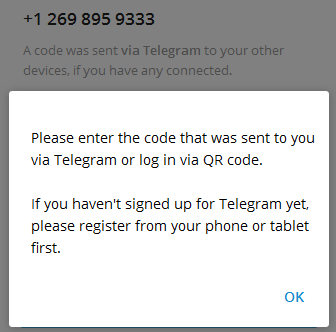 +1 269 895 9333
A code was sent via Telegram to your other
devices, if you have any connected.
Please enter the code that was sent to you
via Telegram or log in via QR code.
If you haven't signed up for Telegram yet,
please register from your phone or tablet
first.
OK